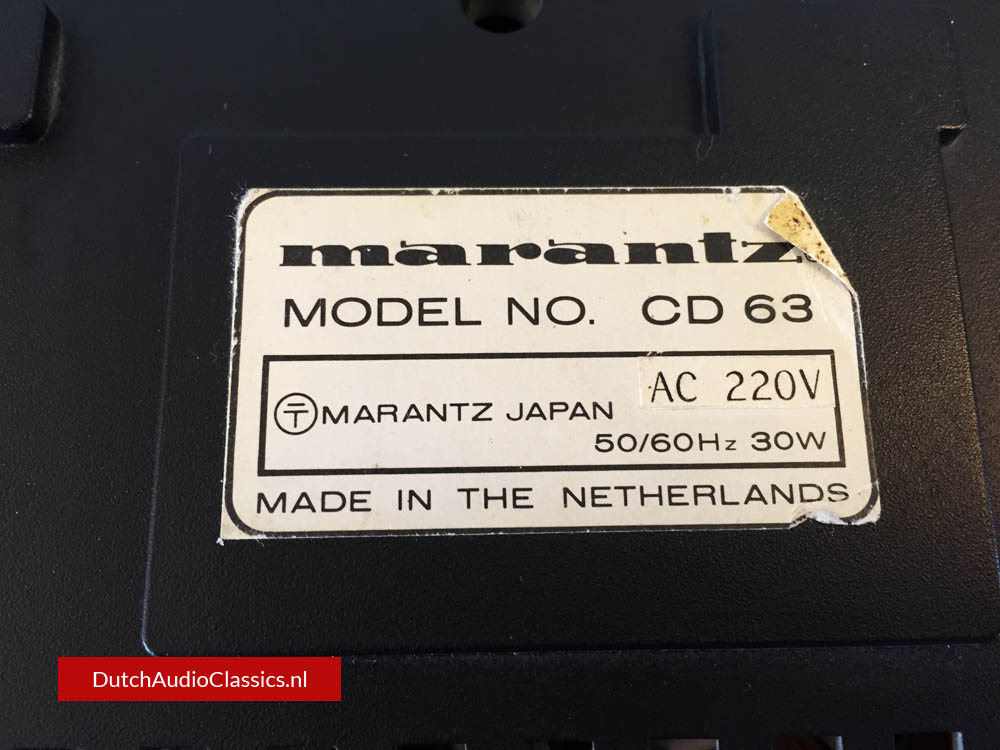 marantz
MODEL NO. CD 63
AC 220V
〒 MARANTZ JAPAN
50/60Hz 30W
MADE IN THE NETHERLANDS
DutchAudioClassics.nl